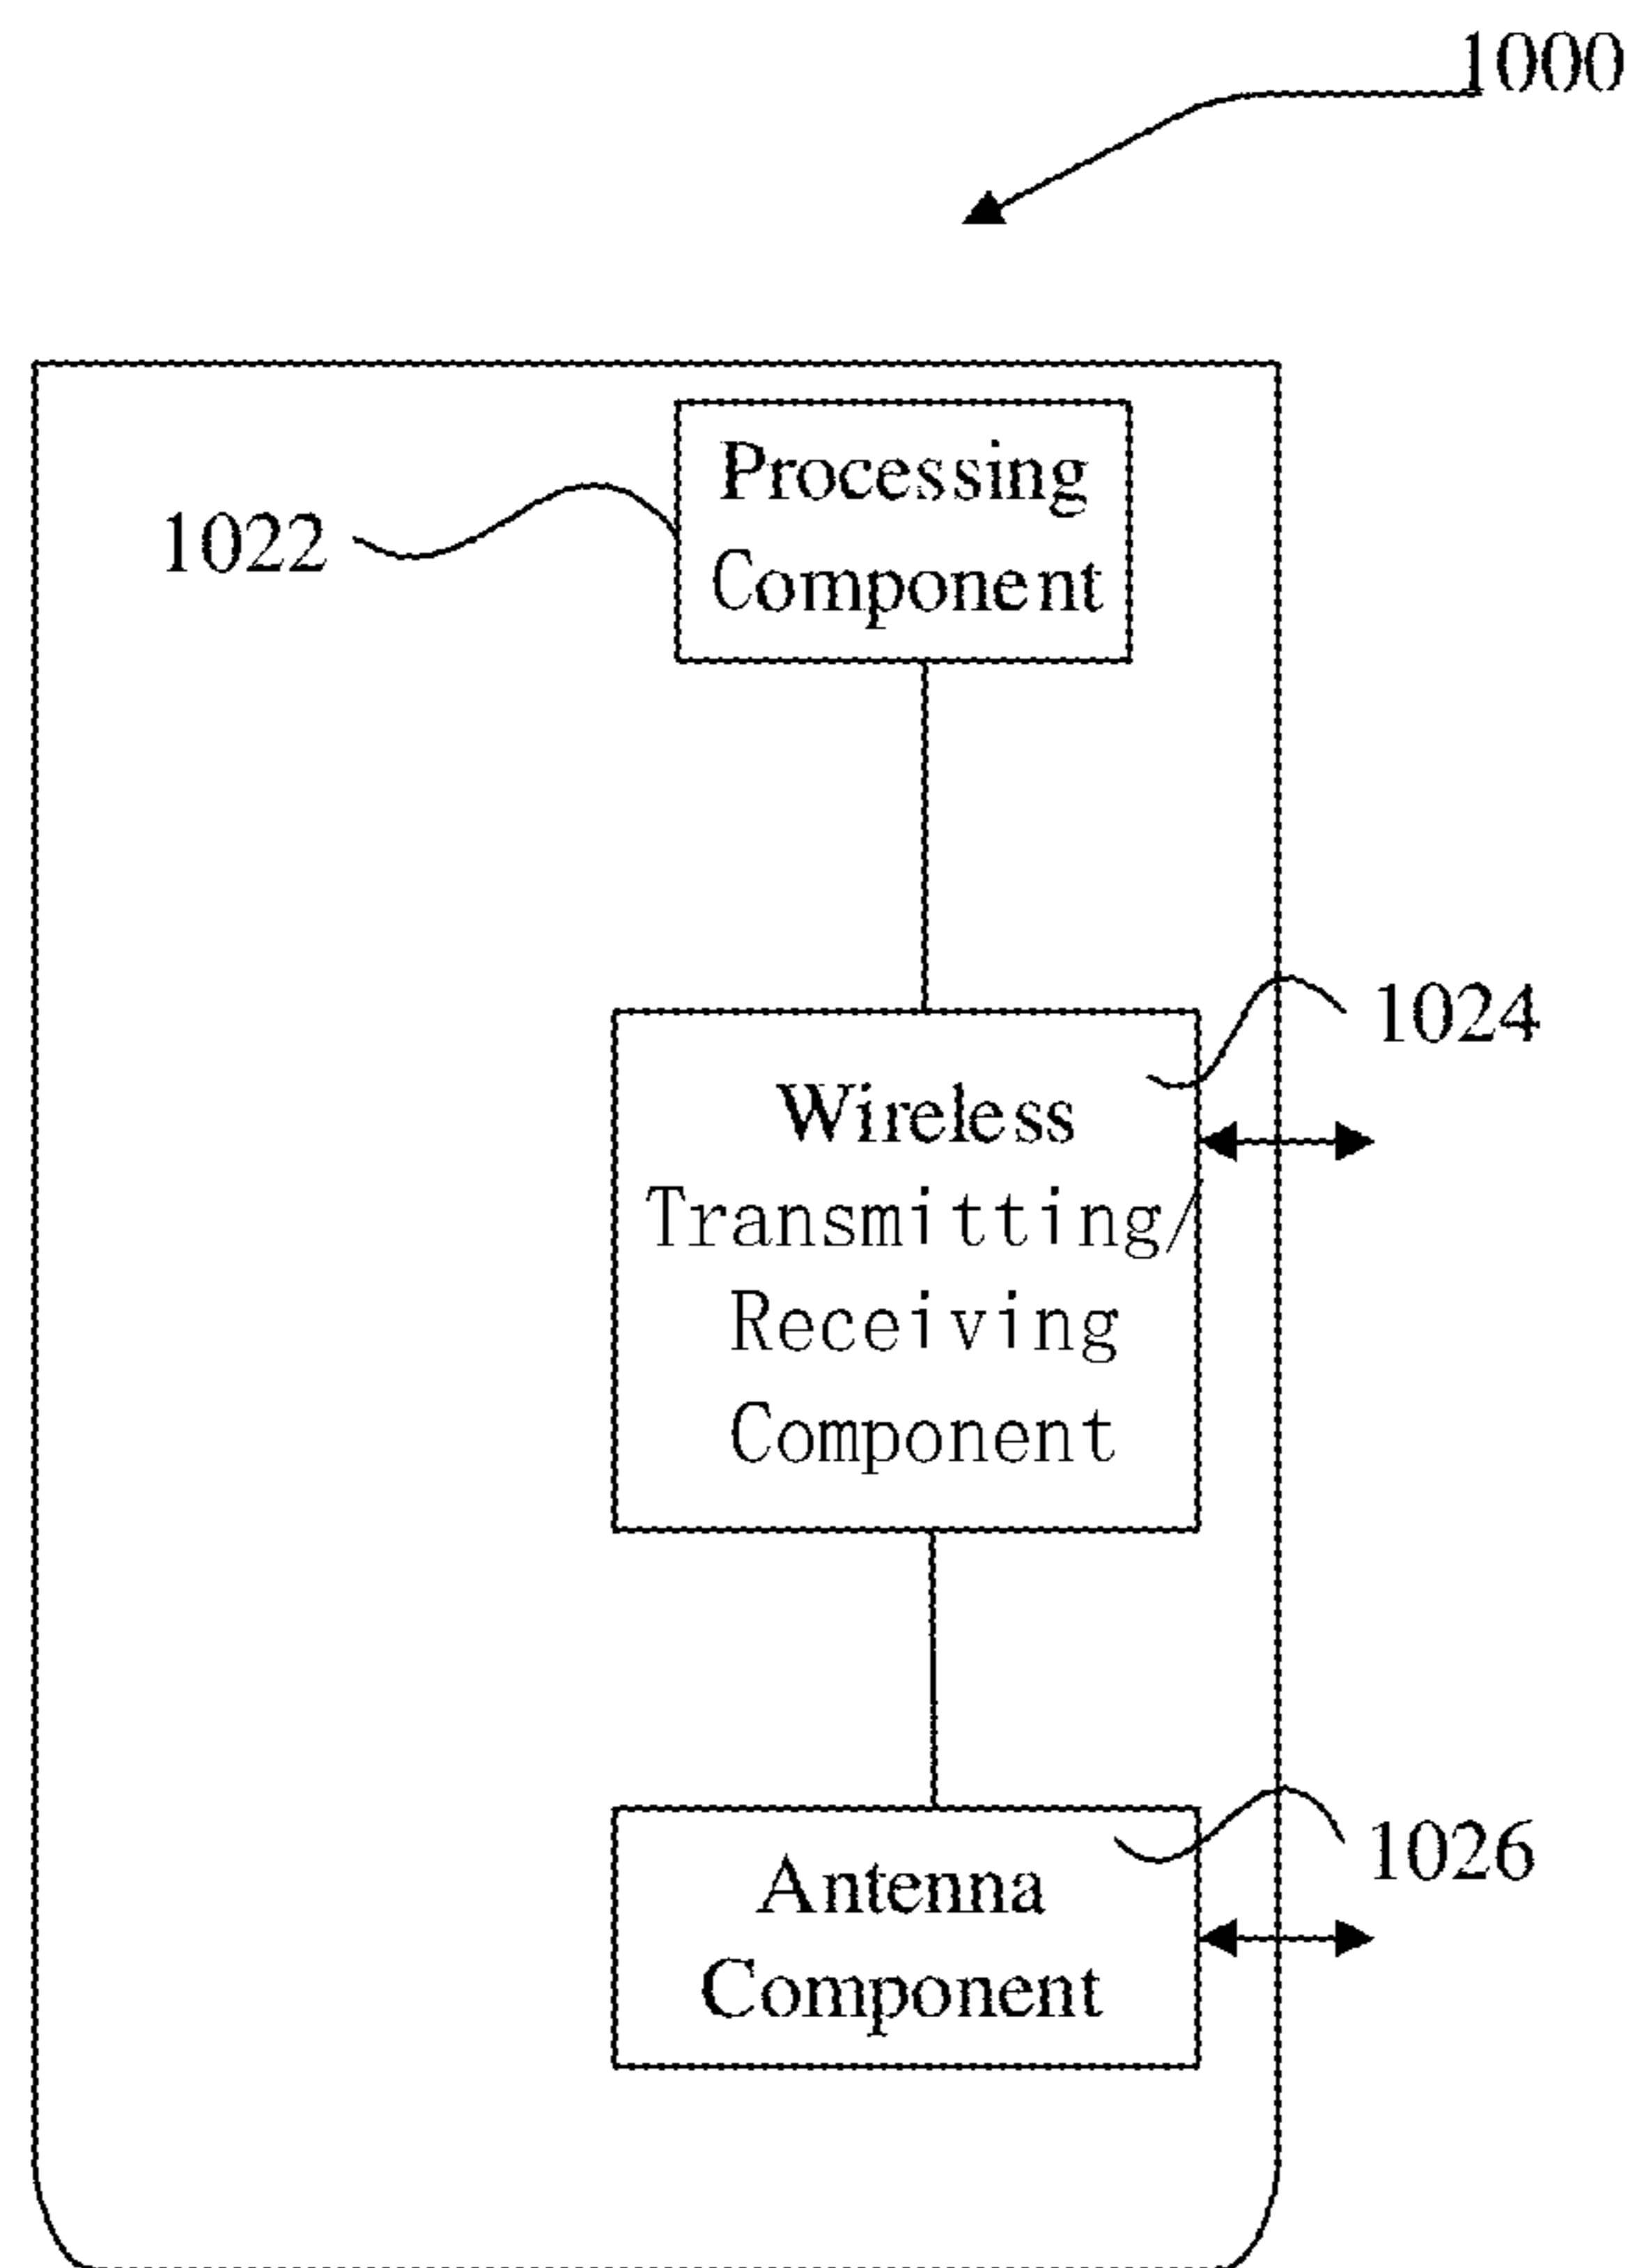 1000
Processing
Component
1022
1024
Wireless
Transmitting/
Receiving
Component
1026
Antenna
Component